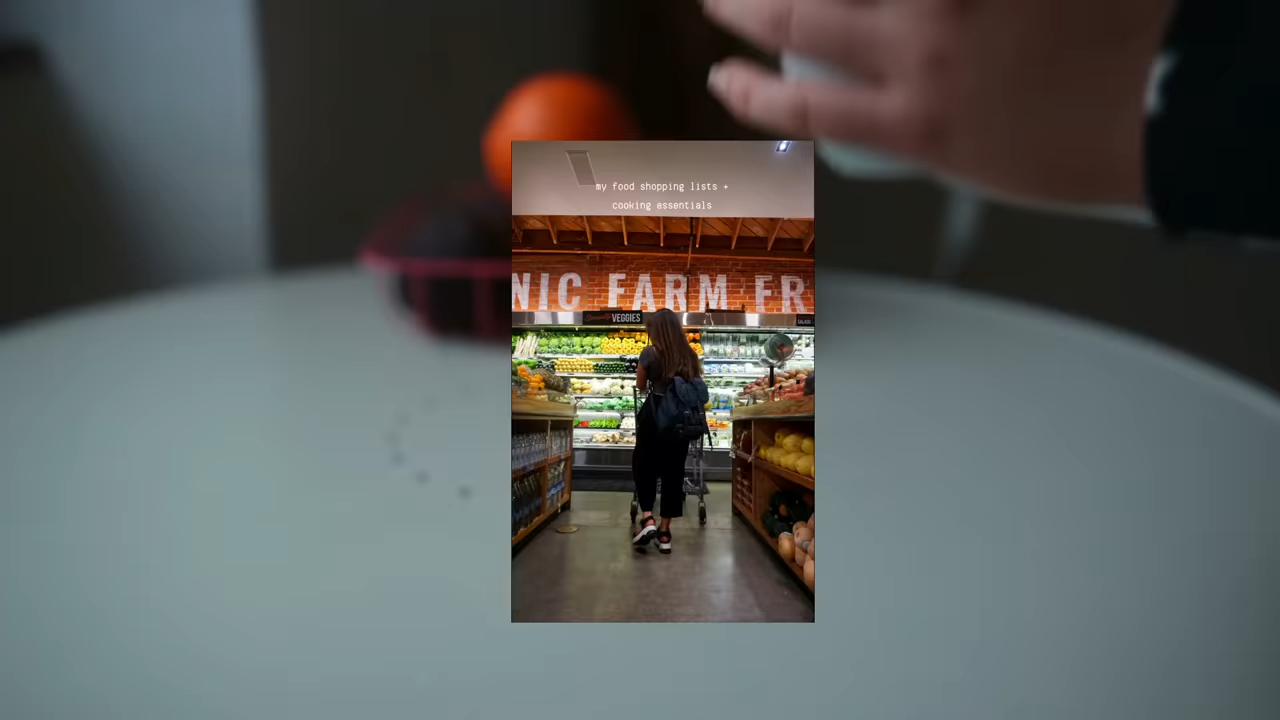 my food shopping lists +
cooking essentials
NIC FARM FR
VEGGIES